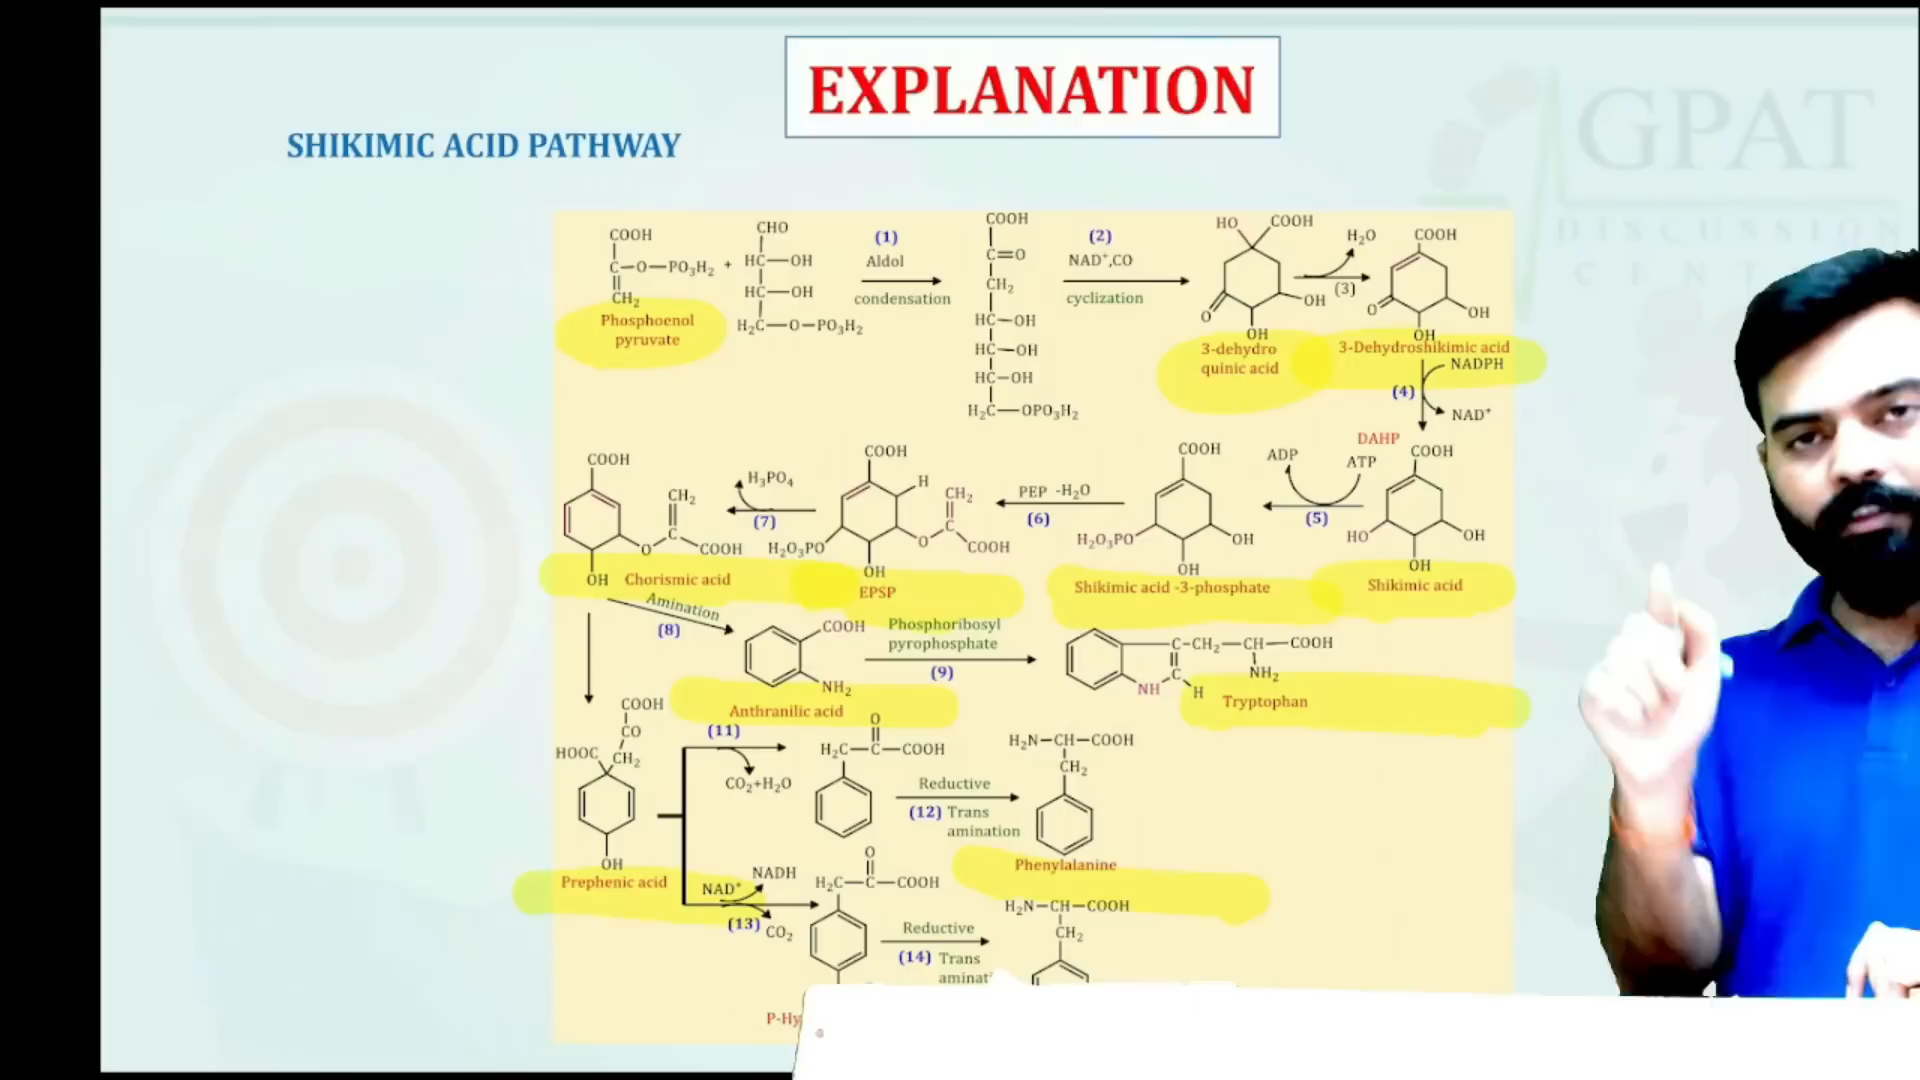 EXPLANATION
SHIKIMIC ACID PATHWAY
GPAT
DISCUSSION
COOH
C—O—PO₃H₂
CH₂
Phosphoenol
pyruvate
+
CHO
HC—OH
HC—OH
H₂C—O—PO₃H₂
(1)
Aldol
condensation
COOH
C=O
CH₂
HC—OH
HC—OH
HC—OH
H₂C—OPO₃H₂
(2)
NAD⁺,CO
cyclization
HO
COOH
O
OH
OH
3-dehydro
quinic acid
H₂O
(3)
COOH
O
OH
OH
3-Dehydroshikimic acid
NADPH
(4)
NAD⁺
DAHP
COOH
HO
OH
OH
Shikimic acid
ADP
ATP
(5)
COOH
H₂O₃PO
OH
OH
Shikimic acid -3-phosphate
PEP -H₂O
(6)
COOH
H
CH₂
C
O
COOH
H₂O₃PO
OH
EPSP
H₃PO₄
(7)
COOH
CH₂
C
O
COOH
OH
Chorismic acid
Amination
(8)
COOH
NH₂
Anthranilic acid
Phosphoribosyl
pyrophosphate
(9)
C—CH₂—CH—COOH
NH₂
C
NH
H
Tryptophan
COOH
CO
HOOC
CH₂
OH
Prephenic acid
(11)
CO₂+H₂O
O
H₂C—C—COOH
Reductive
(12) Trans
amination
H₂N—CH—COOH
CH₂
Phenylalanine
NAD⁺
NADH
(13)
CO₂
O
H₂C—C—COOH
Reductive
(14) Trans
aminat
H₂N—CH—COOH
CH₂
P-Hy